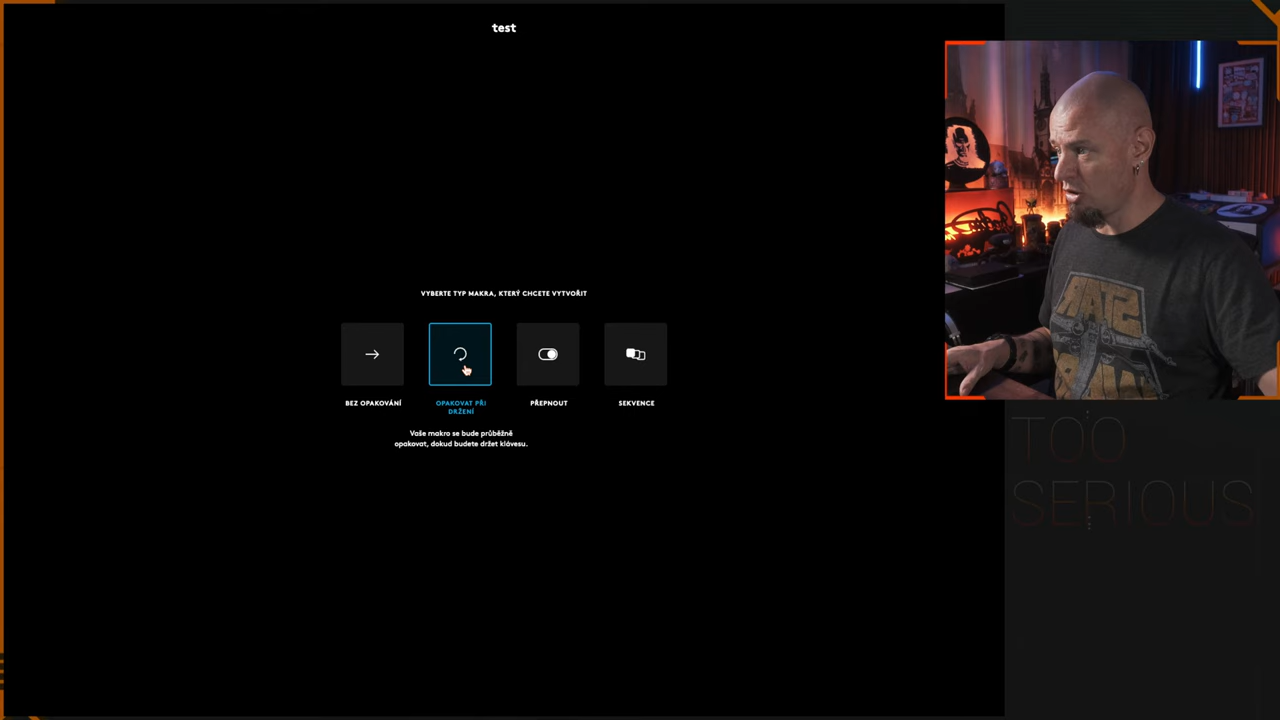 test
VYBERTE TYP MAKRA, KTERÝ CHCETE VYTVOŘIT
BEZ OPAKOVÁNÍ
OPAKOVAT PŘI
DRŽENÍ
PŘEPNOUT
SEKVENCE
Vaše makro se bude průběžně
opakovat, dokud budete držet klávesu.
TOO
SERIOUS